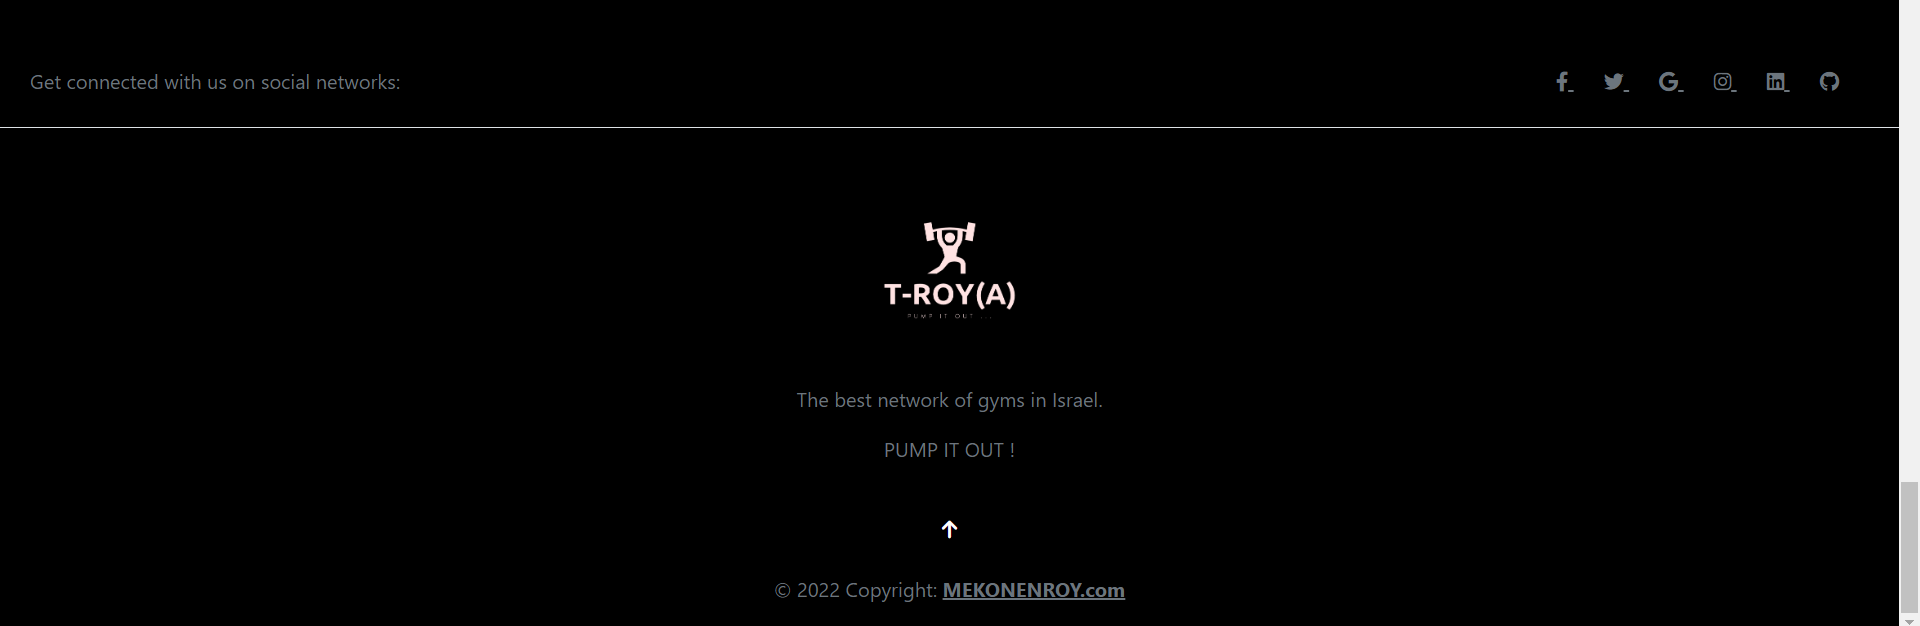 Get connected with us on social networks:
T-ROY(A)
PUMP IT OUT ...
The best network of gyms in Israel.
PUMP IT OUT !
© 2022 Copyright: MEKONENROY.com